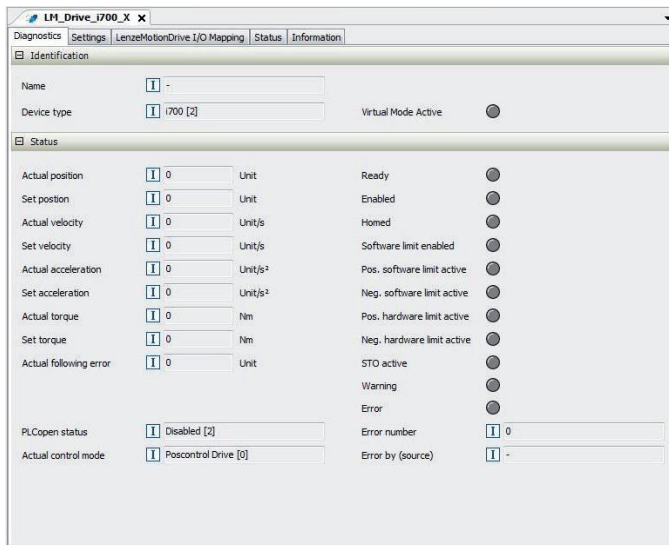 LM_Drive_i700_X X
Diagnostics Settings LenzeMotionDrive I/O Mapping Status Information
Identification
Name I -
Device type I i700 [2] Virtual Mode Active
Status
Actual position I 0 Unit Ready
Set postion I 0 Unit Enabled
Actual velocity I 0 Unit/s Homed
Set velocity I 0 Unit/s Software limit enabled
Actual acceleration I 0 Unit/s² Pos. software limit active
Set acceleration I 0 Unit/s² Neg. software limit active
Actual torque I 0 Nm Pos. hardware limit active
Set torque I 0 Nm Neg. hardware limit active
Actual following error I 0 Unit STO active
Warning
Error
PLCopen status I Disabled [2] Error number I 0
Actual control mode I Poscontrol Drive [0] Error by (source) I -